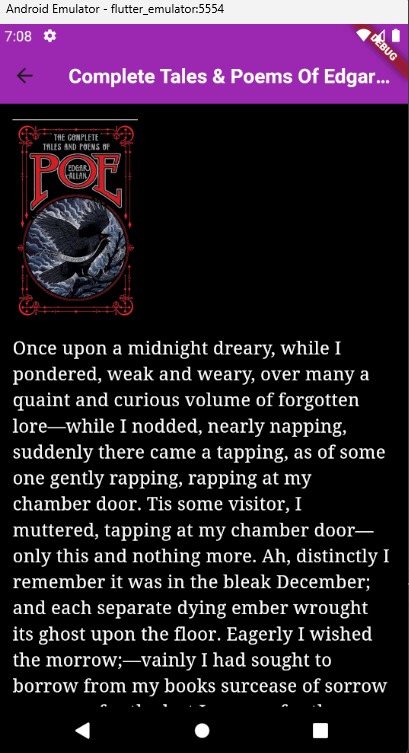 Android Emulator - flutter_emulator:5554
7:08
DEBUG
Complete Tales & Poems Of Edgar...
THE COMPLETE
TALES AND POEMS OF
EDGAR
ALLAN
POE
Once upon a midnight dreary, while I
pondered, weak and weary, over many a
quaint and curious volume of forgotten
lore—while I nodded, nearly napping,
suddenly there came a tapping, as of some
one gently rapping, rapping at my
chamber door. Tis some visitor, I
muttered, tapping at my chamber door—
only this and nothing more. Ah, distinctly I
remember it was in the bleak December;
and each separate dying ember wrought
its ghost upon the floor. Eagerly I wished
the morrow;—vainly I had sought to
borrow from my books surcease of sorrow